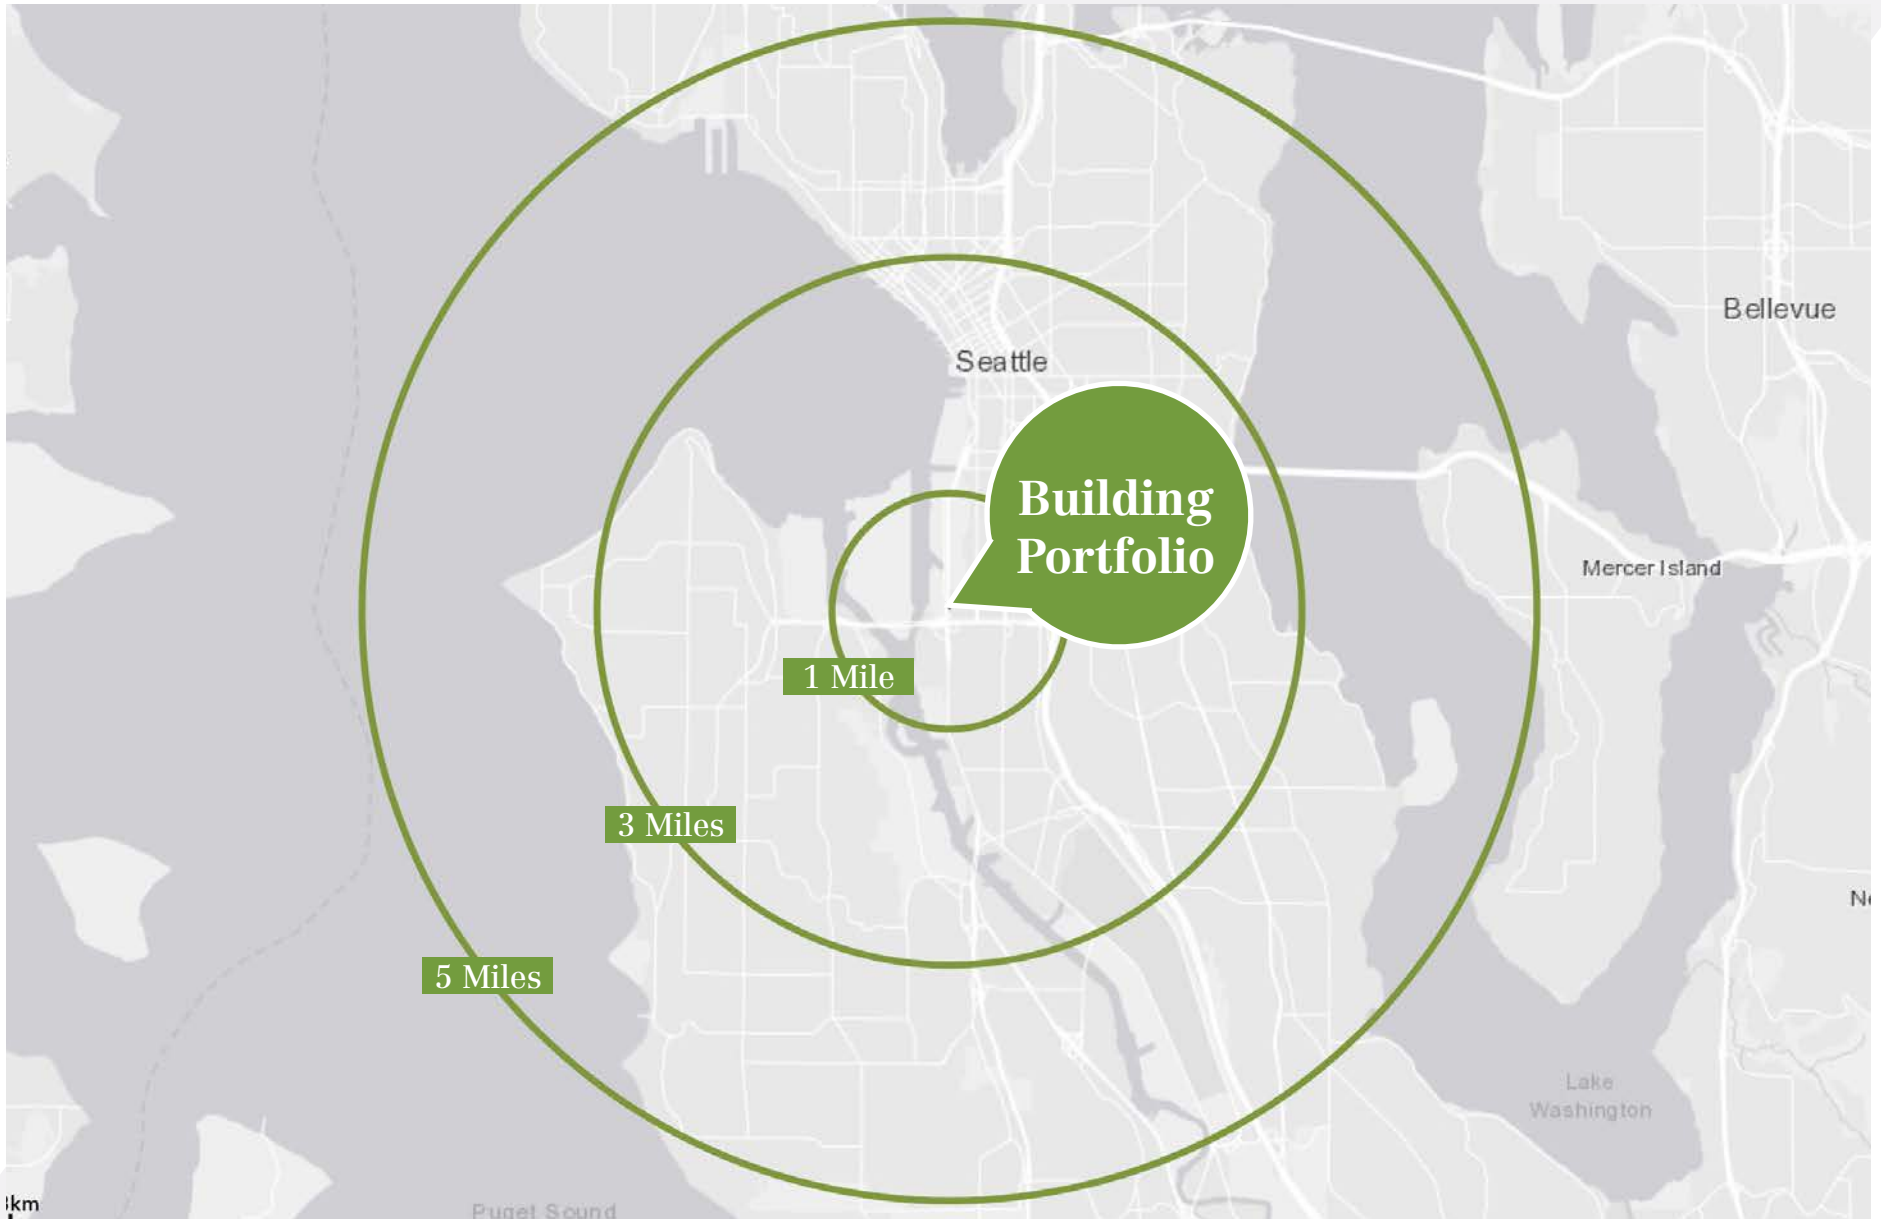 Bellevue
Seattle
Building
Portfolio
Mercer Island
1 Mile
3 Miles
5 Miles
Lake
Washington
km
Puget Sound